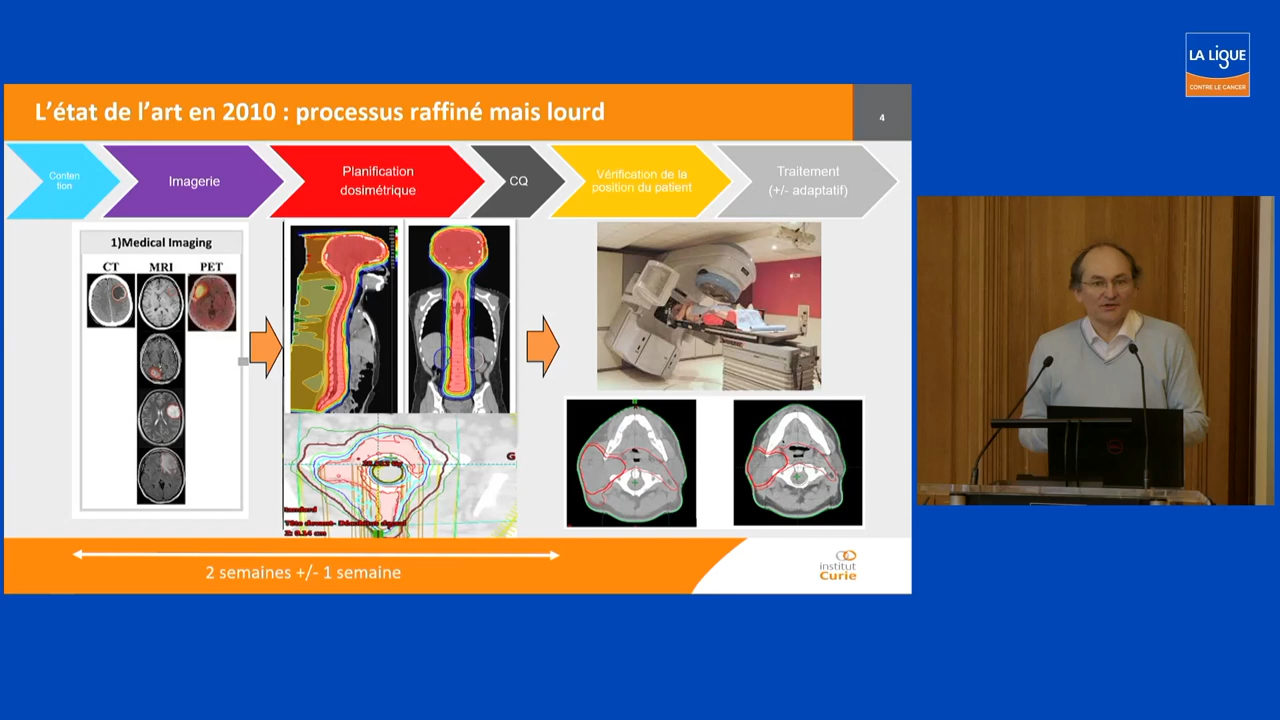 LA LIGUE
CONTRE LE CANCER
L'état de l'art en 2010 : processus raffiné mais lourd
4
Conten
tion
Imagerie
Planification
dosimétrique
CQ
Vérification de la
position du patient
Traitement
(+/- adaptatif)
1)Medical Imaging
CT MRI PET
G
2 semaines +/- 1 semaine
institut
Curie